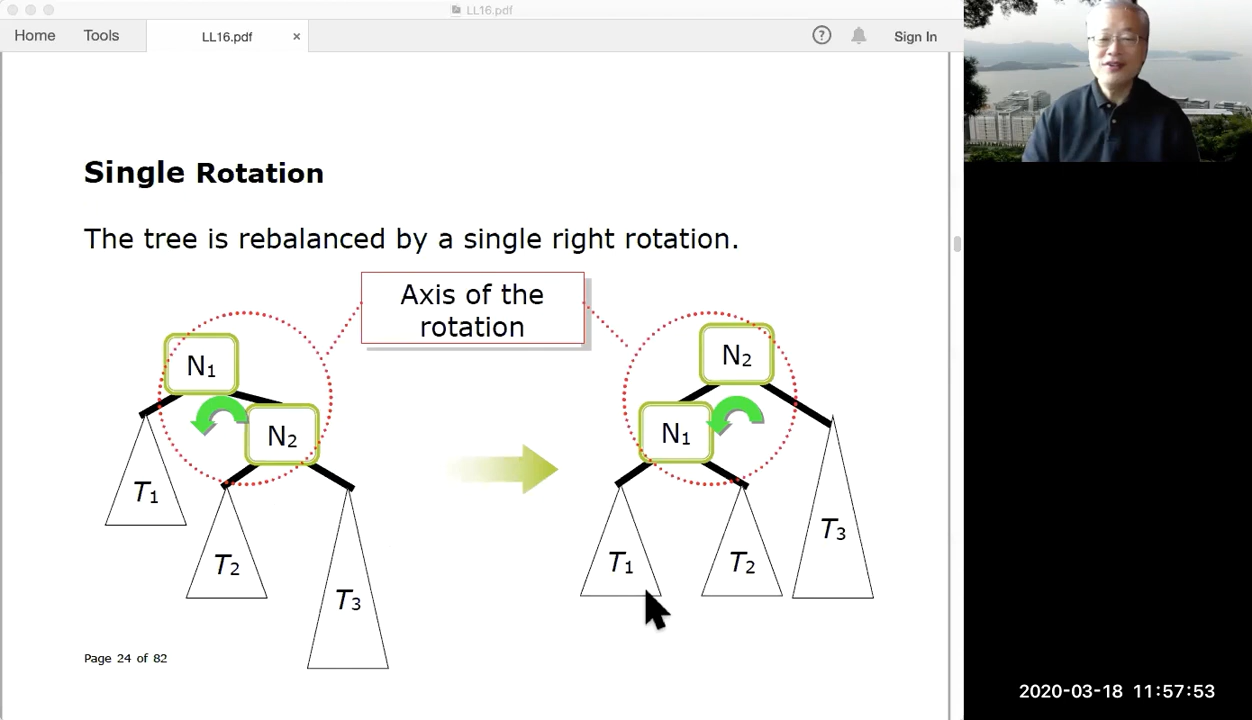 LL16.pdf
Home
Tools
LL16.pdf
×
?
Sign In
Single Rotation
The tree is rebalanced by a single right rotation.
Axis of the
rotation
N1
N2
T1
T2
T3
N2
N1
T1
T2
T3
Page 24 of 82
2020-03-18 11:57:53